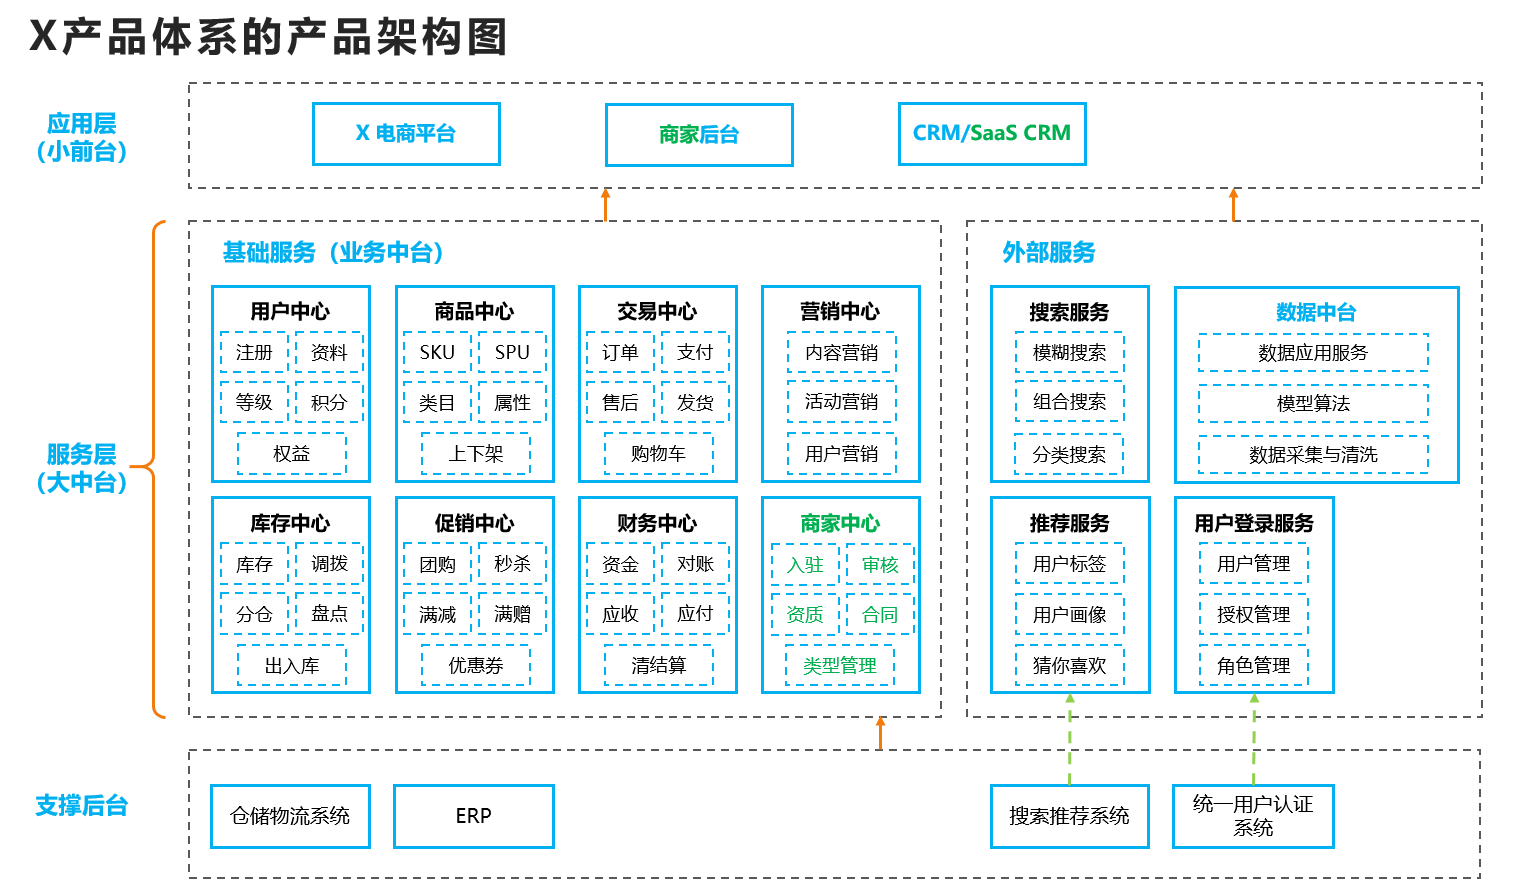 X产品体系的产品架构图
应用层
（小前台）
X 电商平台
商家后台
CRM/SaaS CRM
服务层
（大中台）
基础服务（业务中台）
用户中心
注册
资料
等级
积分
权益
商品中心
SKU
SPU
类目
属性
上下架
交易中心
订单
支付
售后
发货
购物车
营销中心
内容营销
活动营销
用户营销
库存中心
库存
调拨
分仓
盘点
出入库
促销中心
团购
秒杀
满减
满赠
优惠券
财务中心
资金
对账
应收
应付
清结算
商家中心
入驻
审核
资质
合同
类型管理
外部服务
搜索服务
模糊搜索
组合搜索
分类搜索
数据中台
数据应用服务
模型算法
数据采集与清洗
推荐服务
用户标签
用户画像
猜你喜欢
用户登录服务
用户管理
授权管理
角色管理
支撑后台
仓储物流系统
ERP
搜索推荐系统
统一用户认证
系统